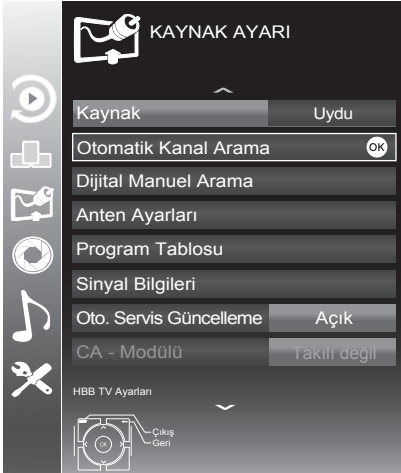 KAYNAK AYARI
Kaynak Uydu
Otomatik Kanal Arama OK
Dijital Manuel Arama
Anten Ayarları
Program Tablosu
Sinyal Bilgileri
Oto. Servis Güncelleme Açık
CA - Modülü Takılı değil
HBB TV Ayarları
Çıkış
OK Geri